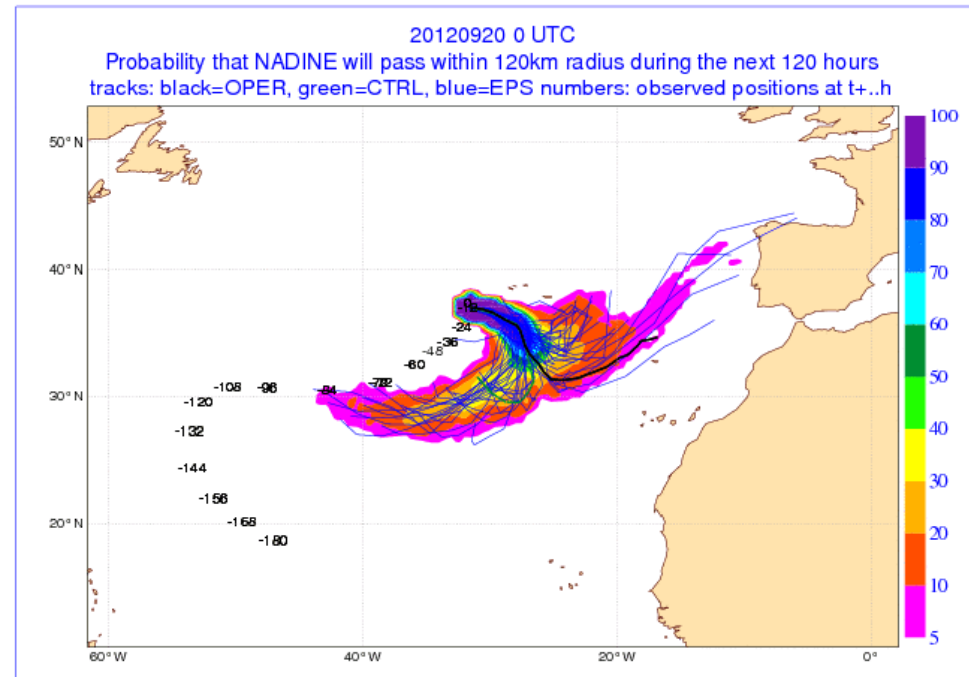 20120920 0 UTC
Probability that NADINE will pass within 120km radius during the next 120 hours
tracks: black=OPER, green=CTRL, blue=EPS numbers: observed positions at t+..h
100
50°N
90
80
40°N
70
0
-12
-24
-36
-48
-60
60
-72
-84
-96
-108
30°N
-120
50
-132
40
-144
30
-156
20°N
-168
20
-180
10
5
60°W
40°W
20°W
0°